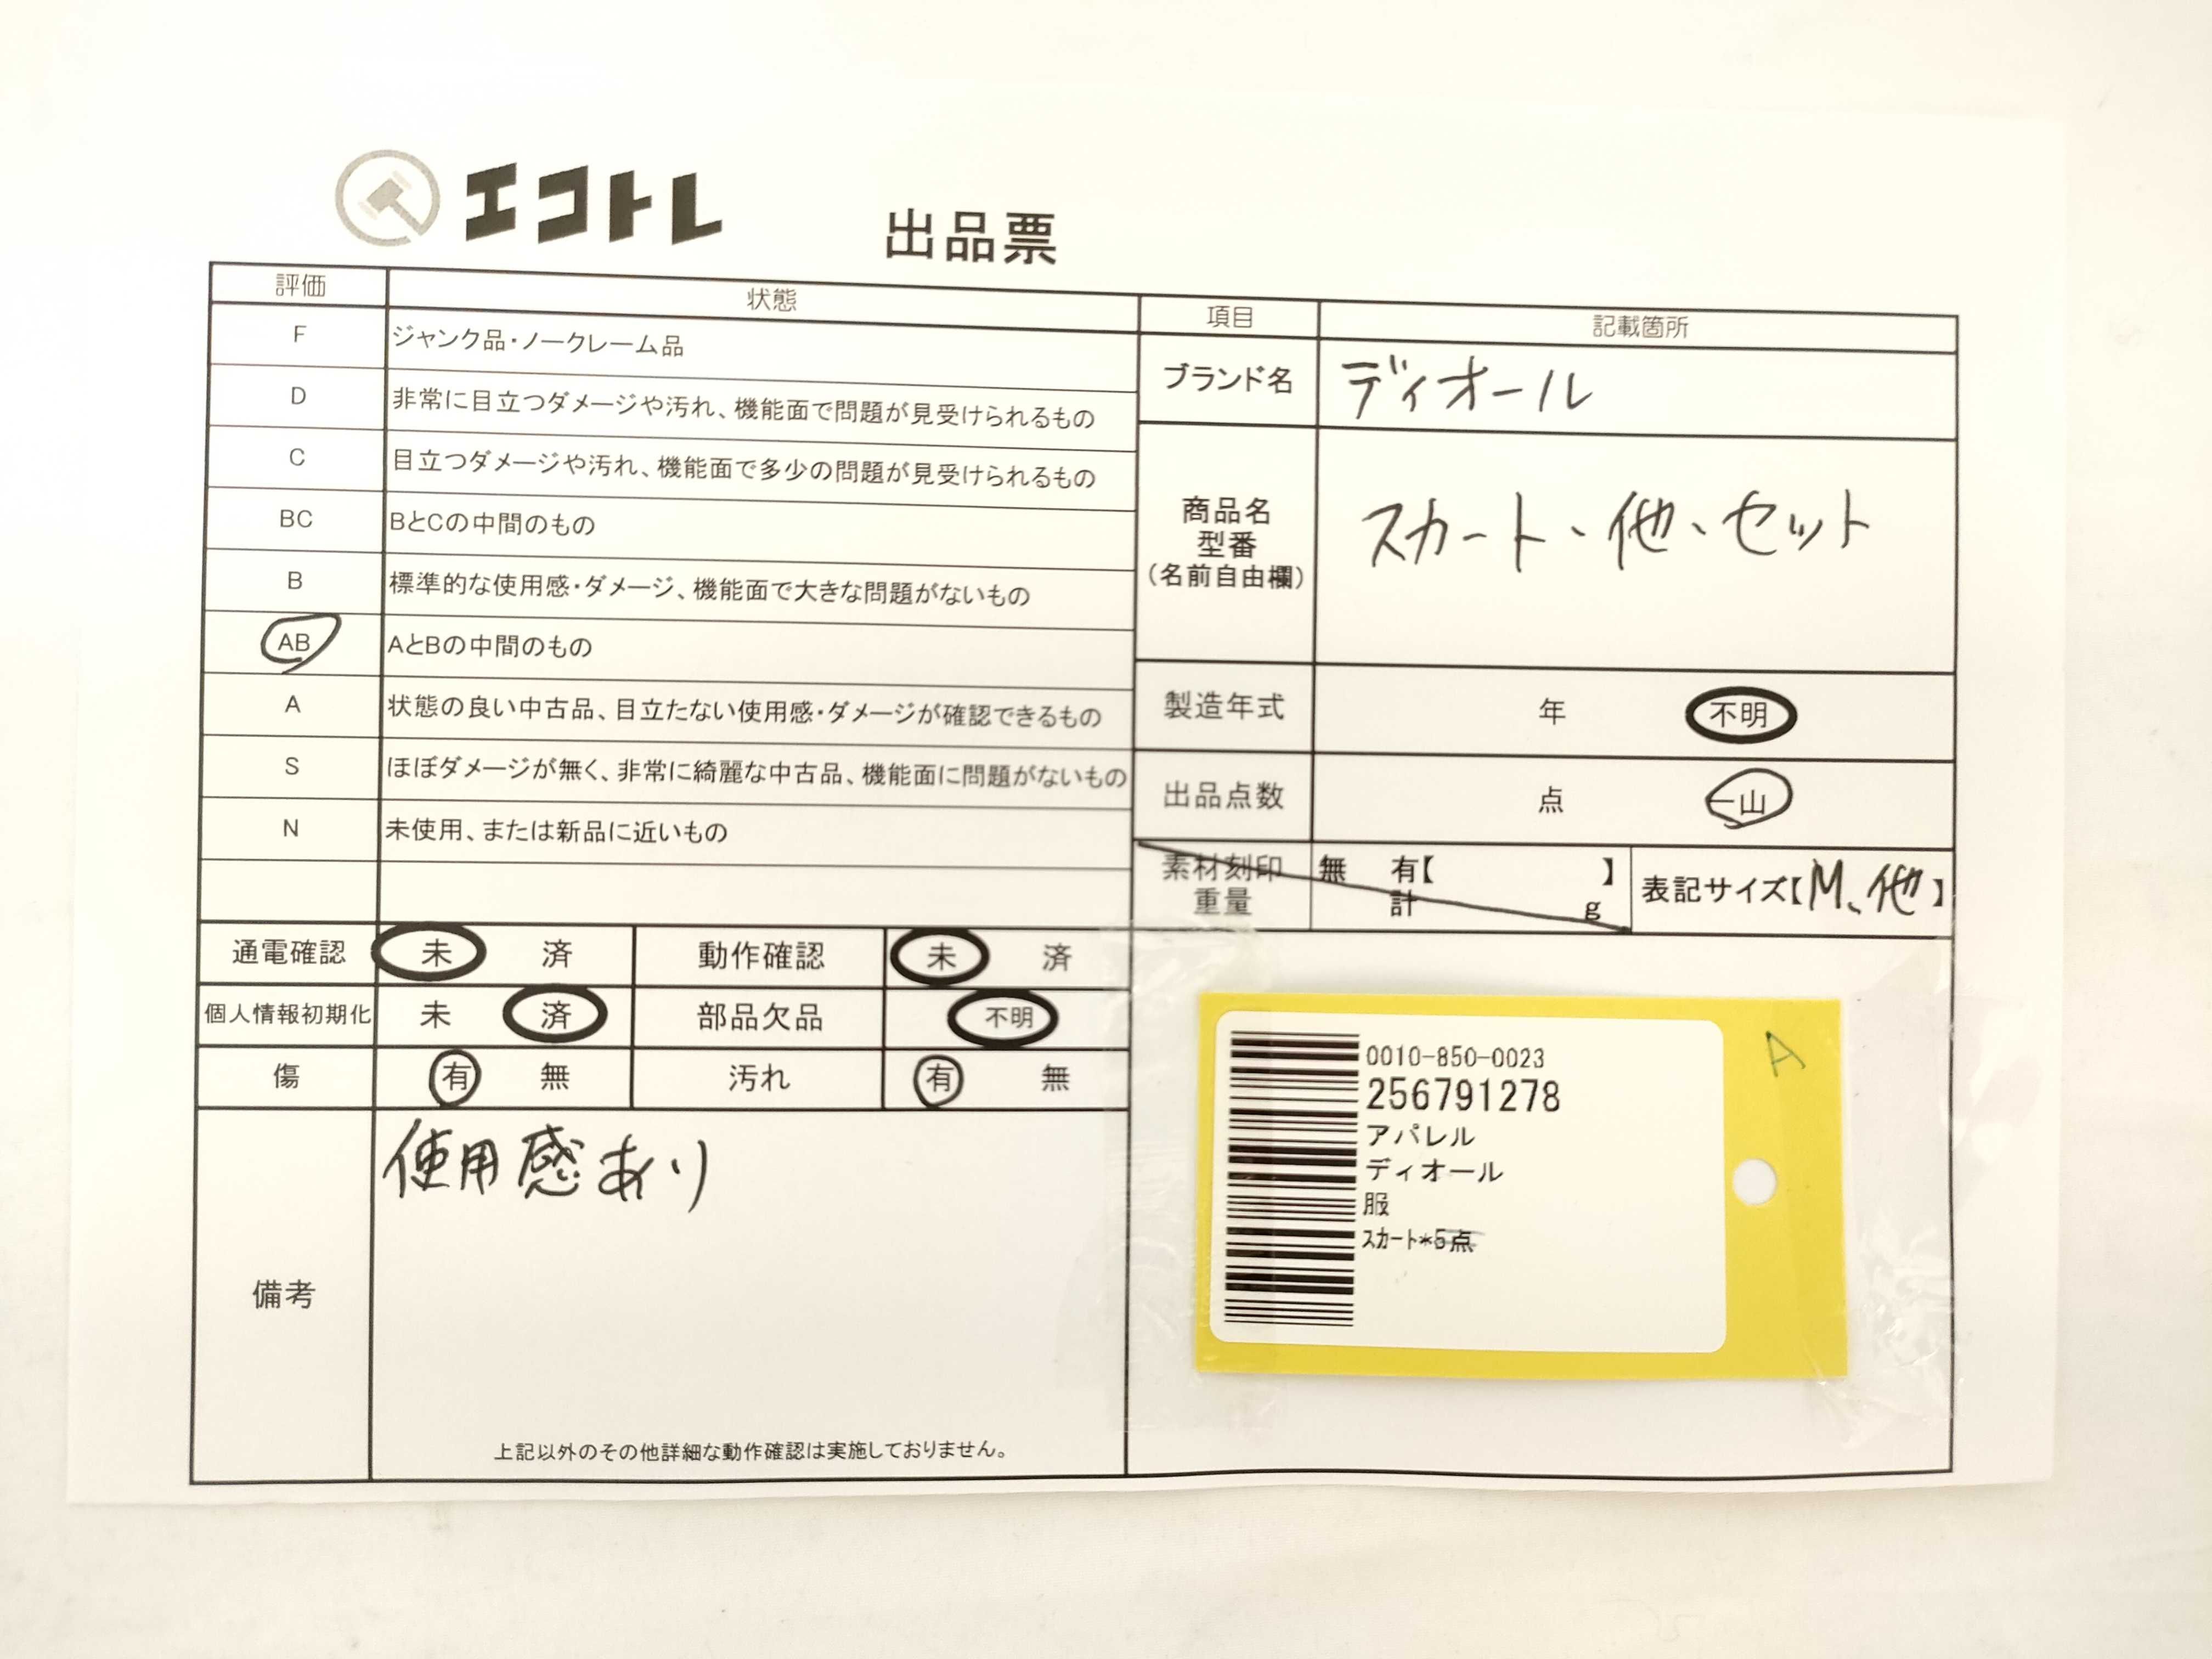 エコトレ
出品票
評価 状態
F ジャンク品・ノークレーム品
D 非常に目立つダメージや汚れ、機能面で問題が見受けられるもの
C 目立つダメージや汚れ、機能面で多少の問題が見受けられるもの
BC BとCの中間のもの
B 標準的な使用感・ダメージ、機能面で大きな問題がないもの
AB AとBの中間のもの
A 状態の良い中古品、目立たない使用感・ダメージが確認できるもの
S ほぼダメージが無く、非常に綺麗な中古品、機能面に問題がないもの
N 未使用、または新品に近いもの
項目 記載箇所
ブランド名 ディオール
商品名
型番
(名前自由欄)
スカート、他、セット
製造年式 年 不明
出品点数 点 一山
素材刻印 無 有【 】
重量 計 g
表記サイズ【M、他】
通電確認 未 済 動作確認 未 済
個人情報初期化 未 済 部品欠品 不明
傷 有 無 汚れ 有 無
備考
使用感あり
上記以外のその他詳細な動作確認は実施しておりません。
A
0010-850-0023
256791278
アパレル
ディオール
服
スカート*5点